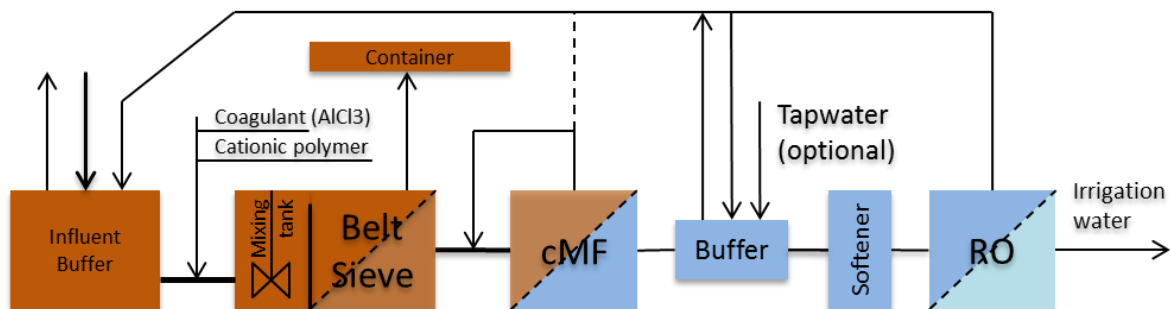 Container
Coagulant (AlCl3)
Cationic polymer
Tapwater
(optional)
Influent
Buffer
Mixing
tank
Belt
Sieve
cMF
Buffer
Softener
RO
Irrigation
water